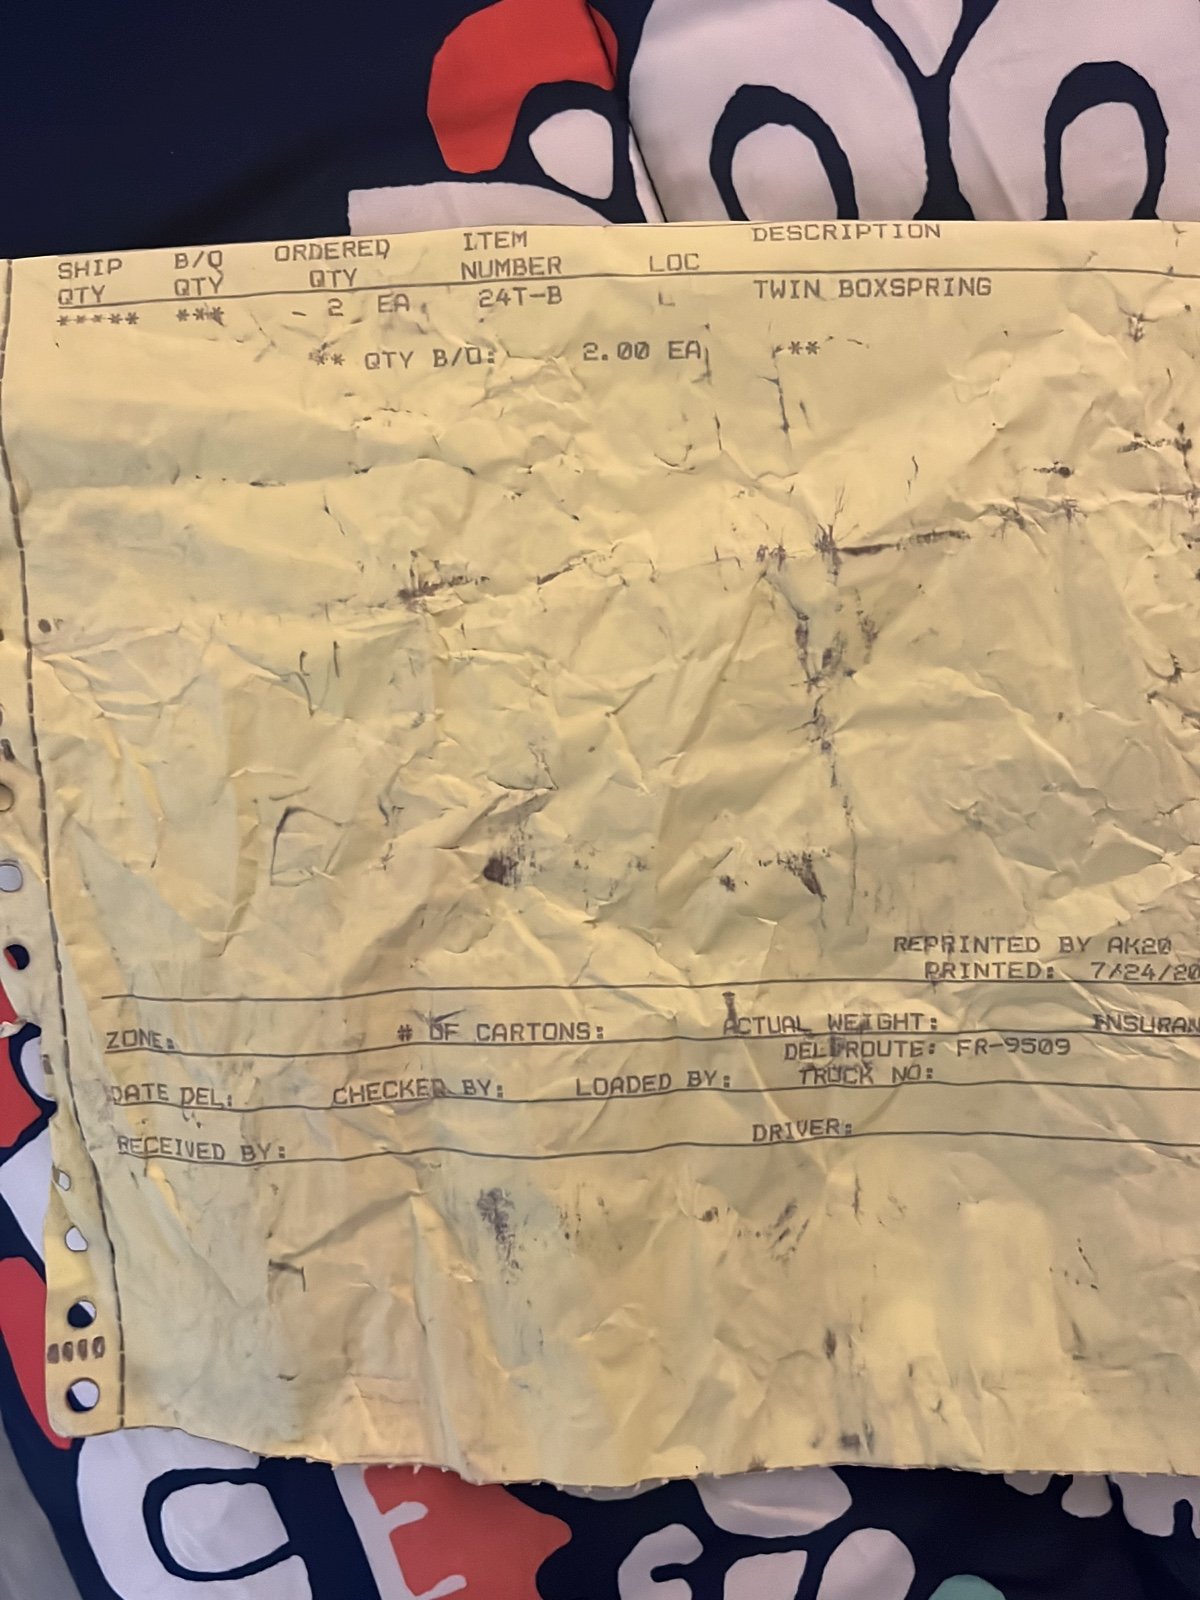 SHIP B/O ORDERED ITEM LOC DESCRIPTION
QTY QTY QTY NUMBER
***** *** 2 EA 24T-B L TWIN BOXSPRING
** QTY B/O: 2.00 EA **
REPRINTED BY AK20
PRINTED: 7/24/20
ZONE: # OF CARTONS: ACTUAL WEIGHT: INSURAN
DEL ROUTE: FR-9509
DATE DEL: CHECKED BY: LOADED BY: TRUCK NO:
RECEIVED BY: DRIVER: